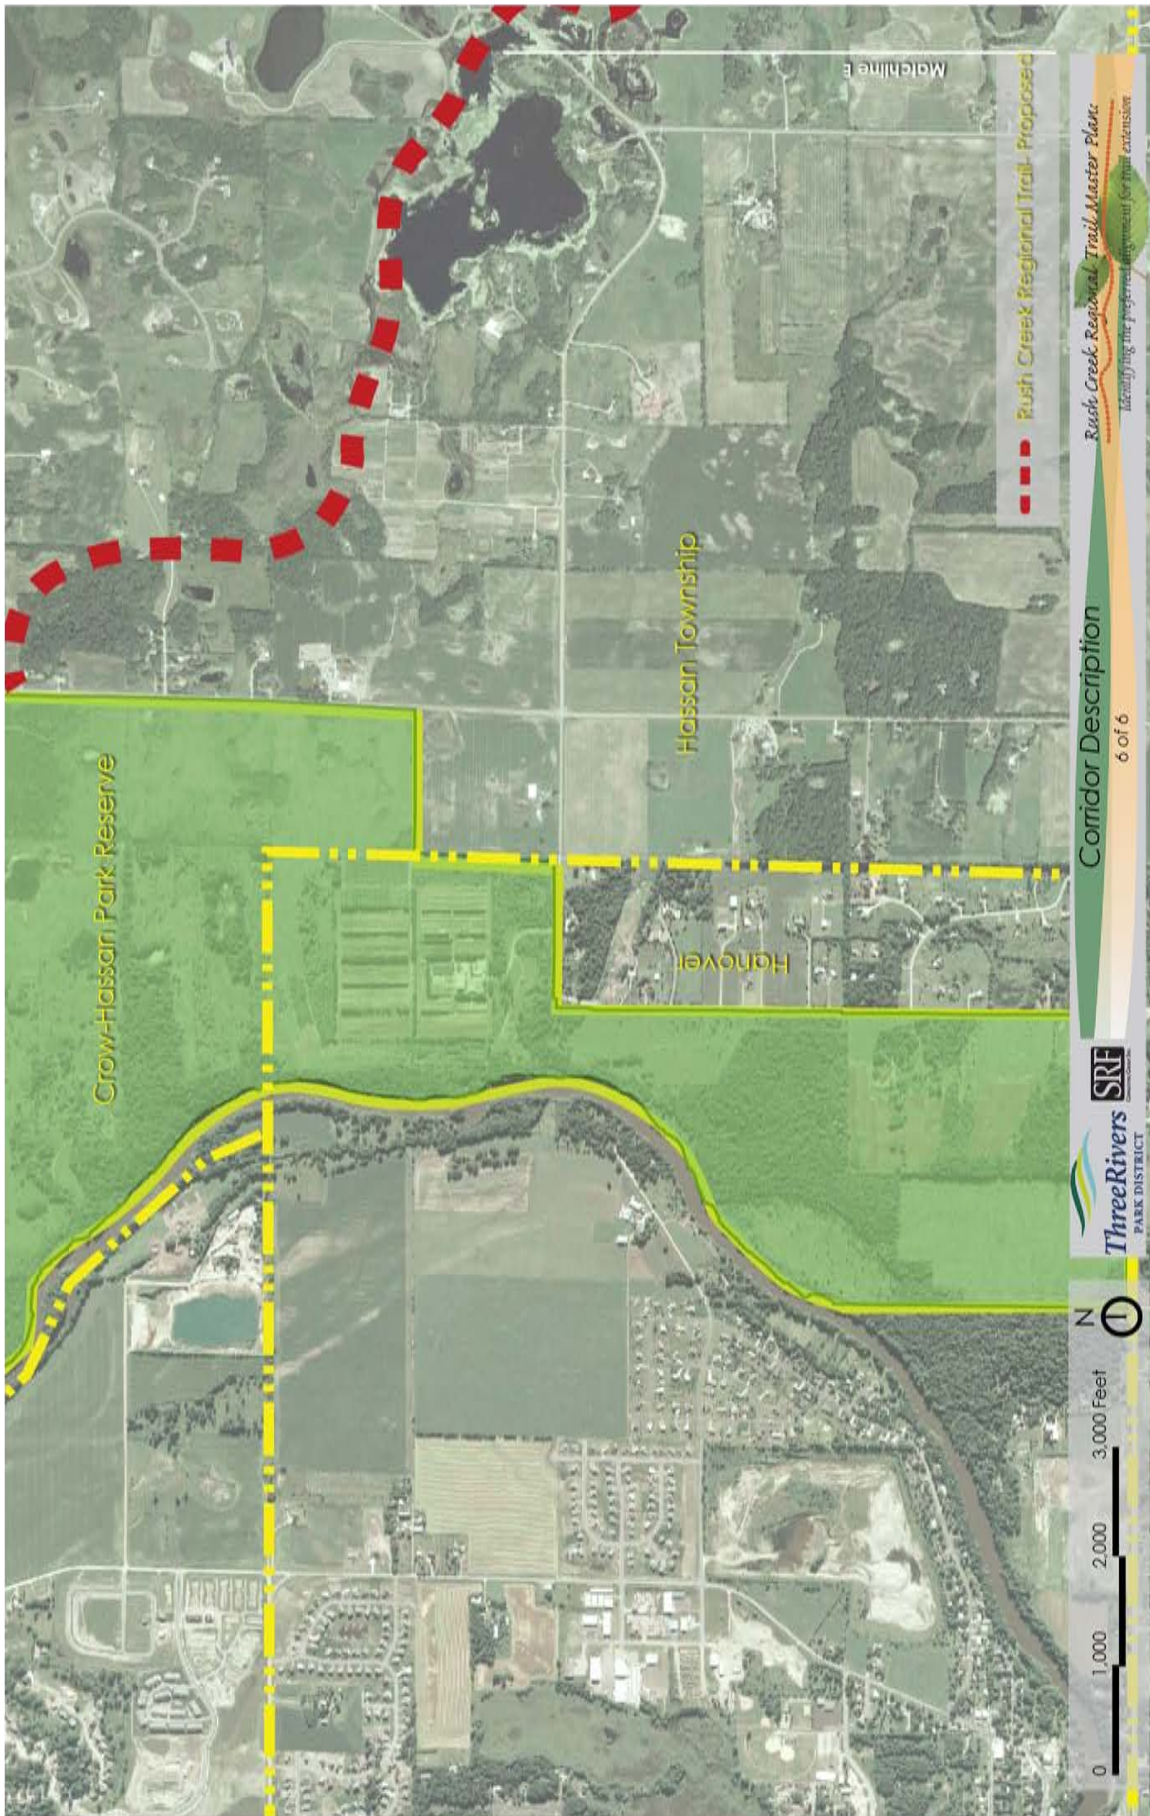 Crow-Hassan Park Reserve
Hassan Township
Hanover
Matchline E
Rush Creek Regional Trail- Proposed
0 1,000 2,000 3,000 Feet
N
ThreeRivers
PARK DISTRICT
SRF
Corridor Description
6 of 6
Rush Creek Regional Trail Master Plan:
Identifying the preferred alignment for trail extension